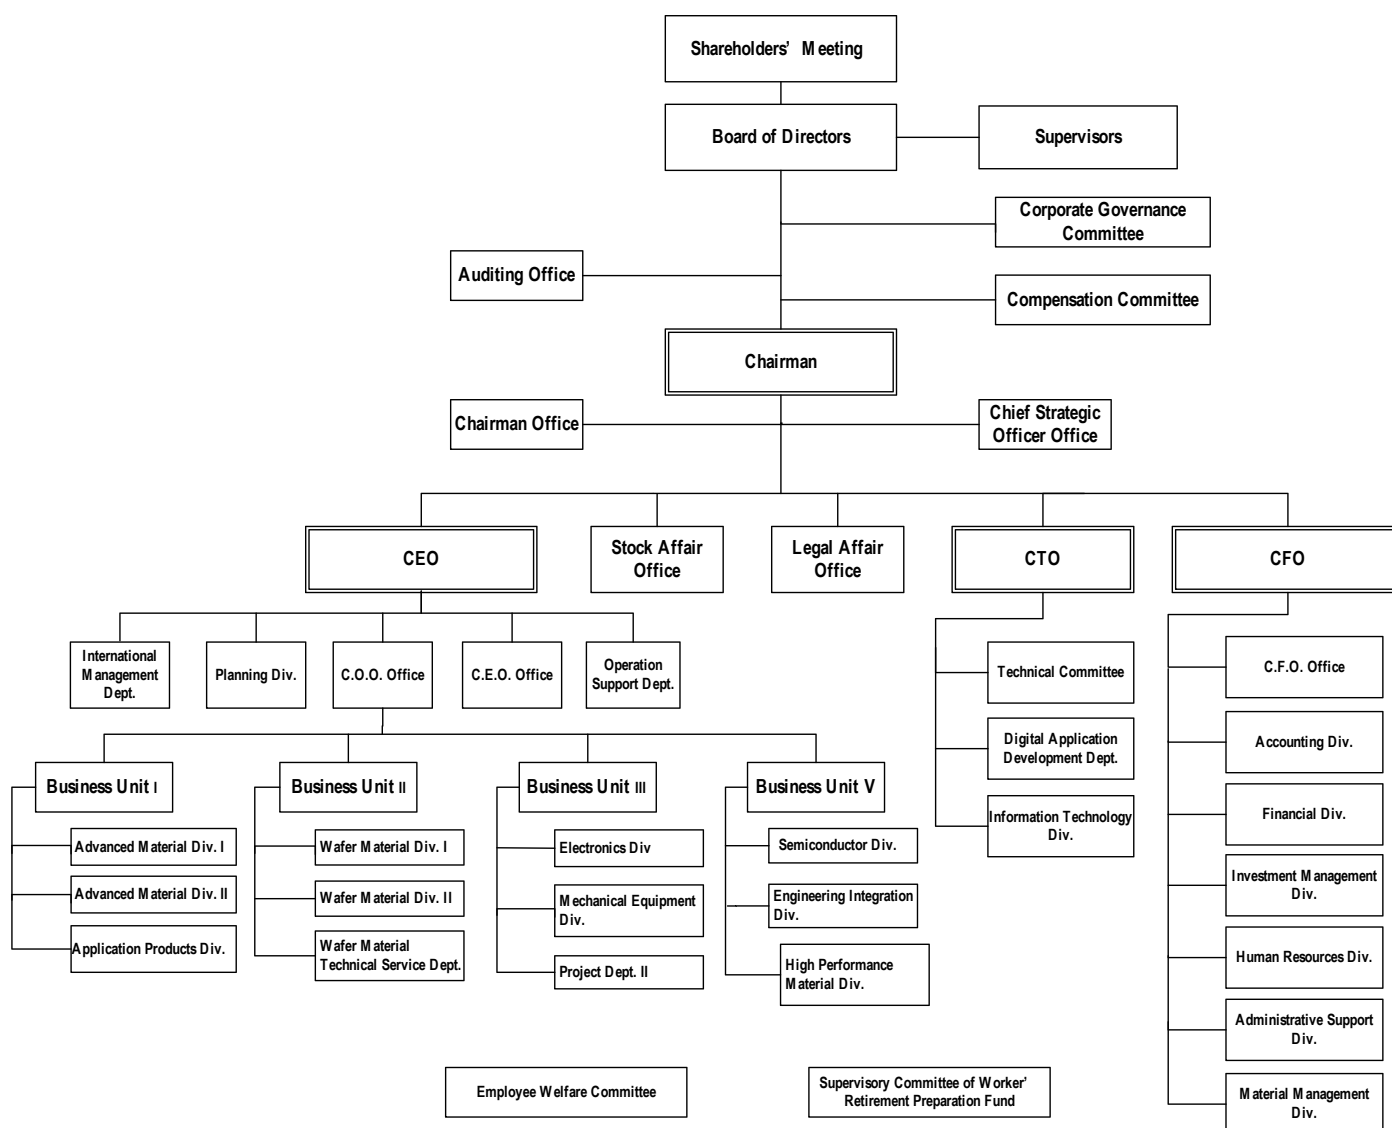 Shareholders' Meeting
Board of Directors
Supervisors
Corporate Governance
Committee
Auditing Office
Compensation Committee
Chairman
Chairman Office
Chief Strategic
Officer Office
CEO
Stock Affair
Office
Legal Affair
Office
CTO
CFO
International
Management
Dept.
Planning Div.
C.O.O. Office
C.E.O. Office
Operation
Support Dept.
Technical Committee
Digital Application
Development Dept.
Information Technology
Div.
C.F.O. Office
Accounting Div.
Financial Div.
Investment Management
Div.
Human Resources Div.
Administrative Support
Div.
Material Management
Div.
Business Unit I
Advanced Material Div. I
Advanced Material Div. II
Application Products Div.
Business Unit II
Wafer Material Div. I
Wafer Material Div. II
Wafer Material
Technical Service Dept.
Business Unit III
Electronics Div
Mechanical Equipment
Div.
Project Dept. II
Business Unit V
Semiconductor Div.
Engineering Integration
Div.
High Performance
Material Div.
Employee Welfare Committee
Supervisory Committee of Worker'
Retirement Preparation Fund